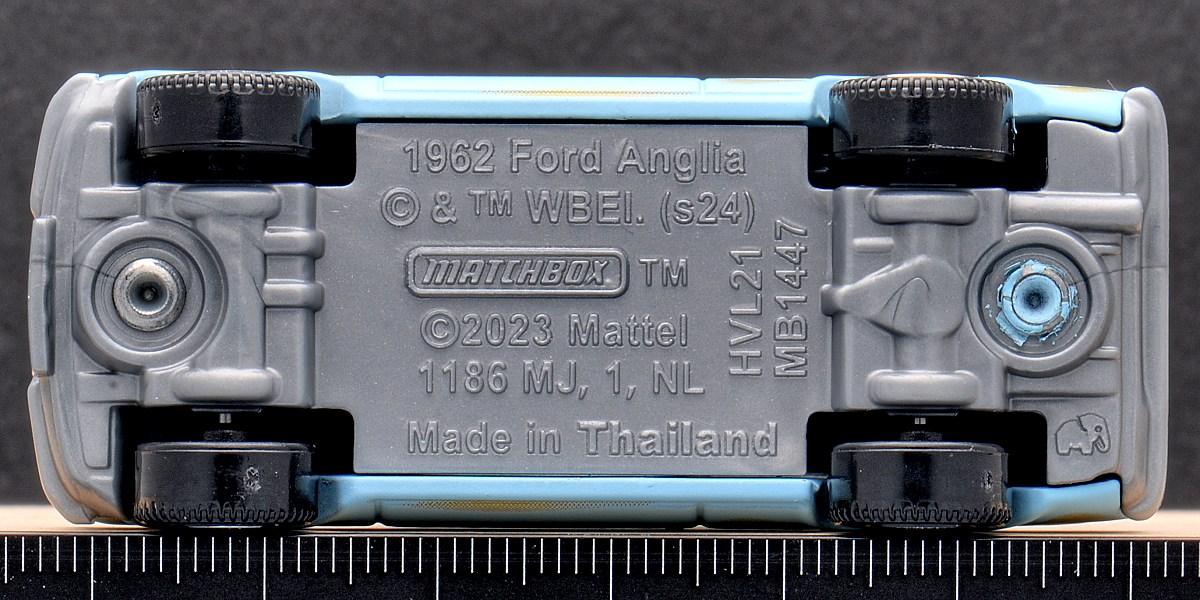 1962 Ford Anglia
© & ™ WBEI. (s24)
MATCHBOX TM
©2023 Mattel
1186 MJ, 1, NL
Made in Thailand
HVL21
MB1447